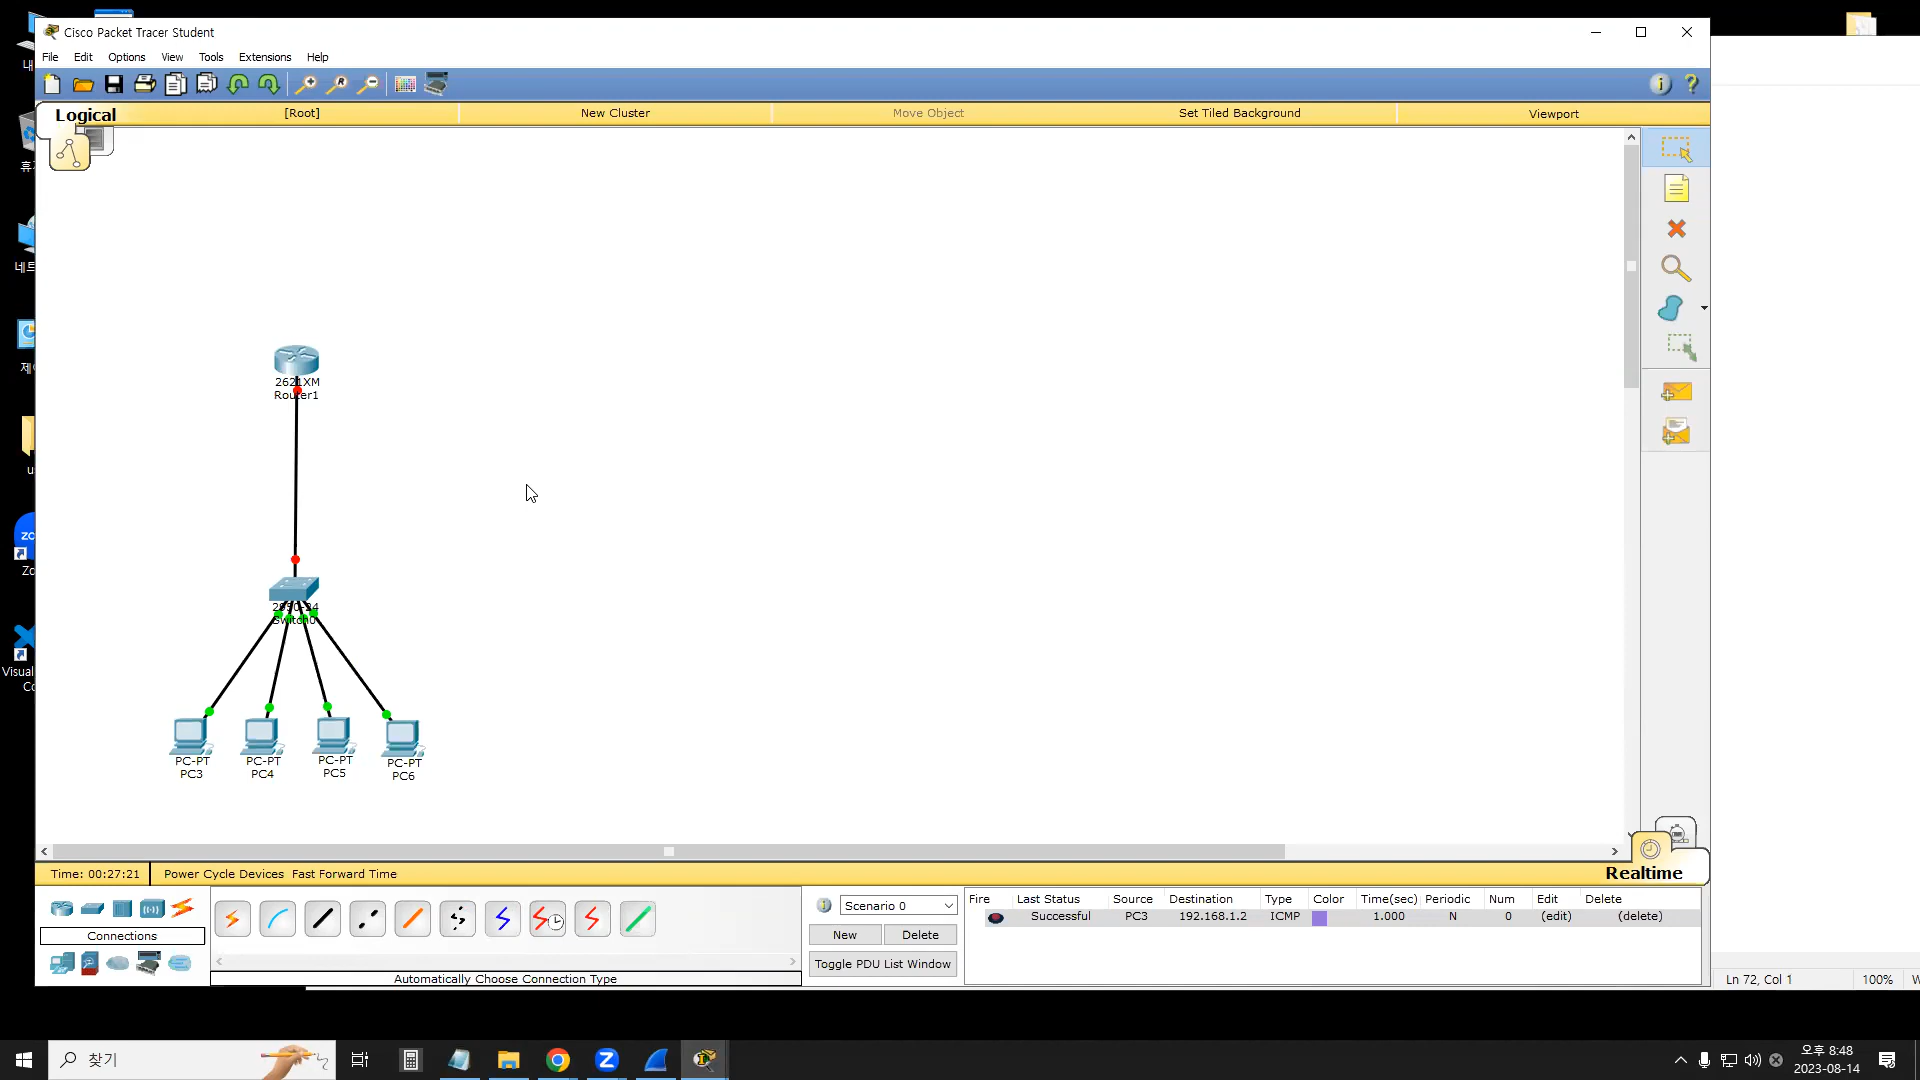 Cisco Packet Tracer Student
File Edit Options View Tools Extensions Help
Logical [Root] New Cluster Move Object Set Tiled Background Viewport
2621XM
Router1
2950-24
Switch0
PC-PT
PC3
PC-PT
PC4
PC-PT
PC5
PC-PT
PC6
Time: 00:27:21 Power Cycle Devices Fast Forward Time Realtime
Connections
Automatically Choose Connection Type
Scenario 0
New Delete
Toggle PDU List Window
Fire Last Status Source Destination Type Color Time(sec) Periodic Num Edit Delete
Successful PC3 192.168.1.2 ICMP 1.000 N 0 (edit) (delete)
Ln 72, Col 1 100%
Visual
찾기
오후 8:48
2023-08-14